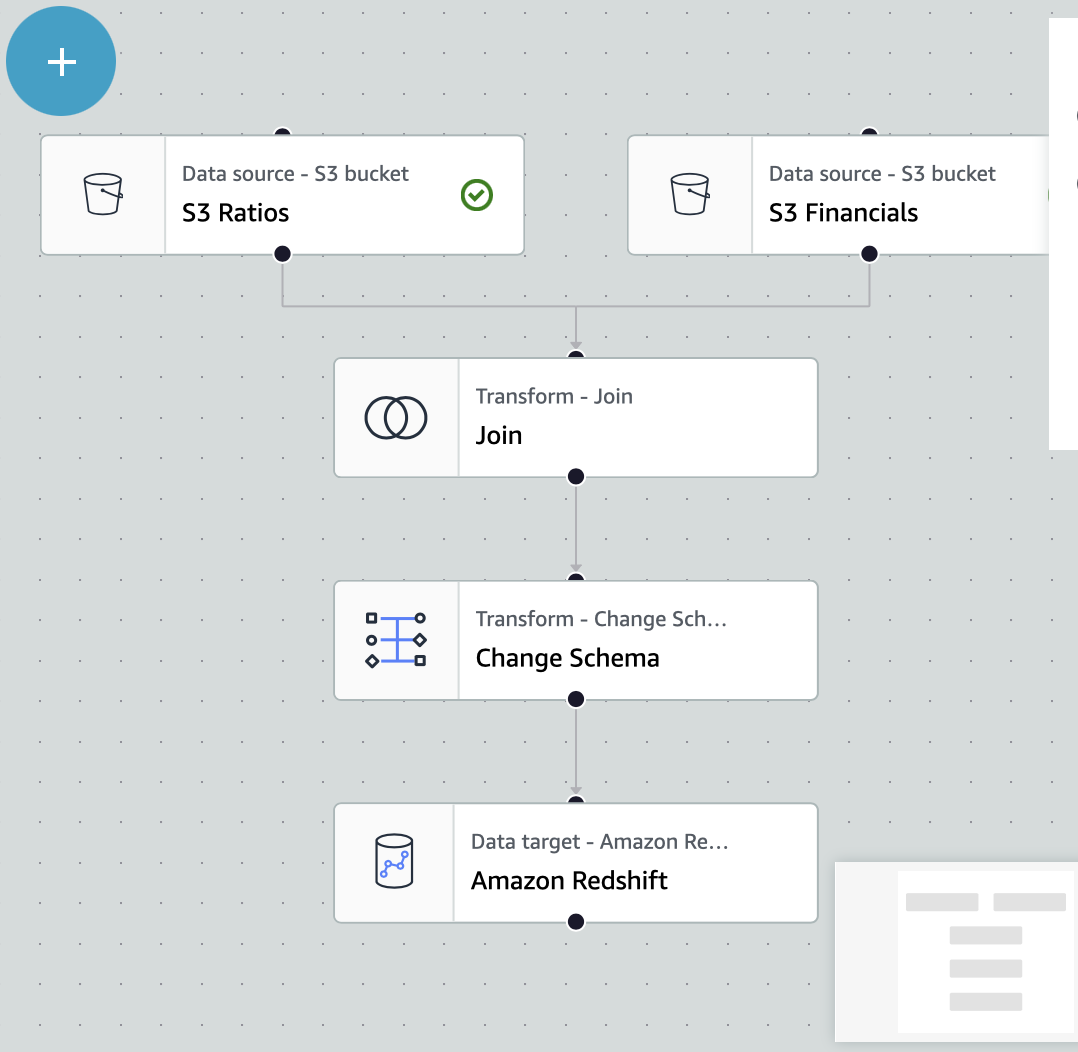 Data source - S3 bucket
S3 Ratios
Data source - S3 bucket
S3 Financials
Transform - Join
Join
Transform - Change Sch...
Change Schema
Data target - Amazon Re...
Amazon Redshift